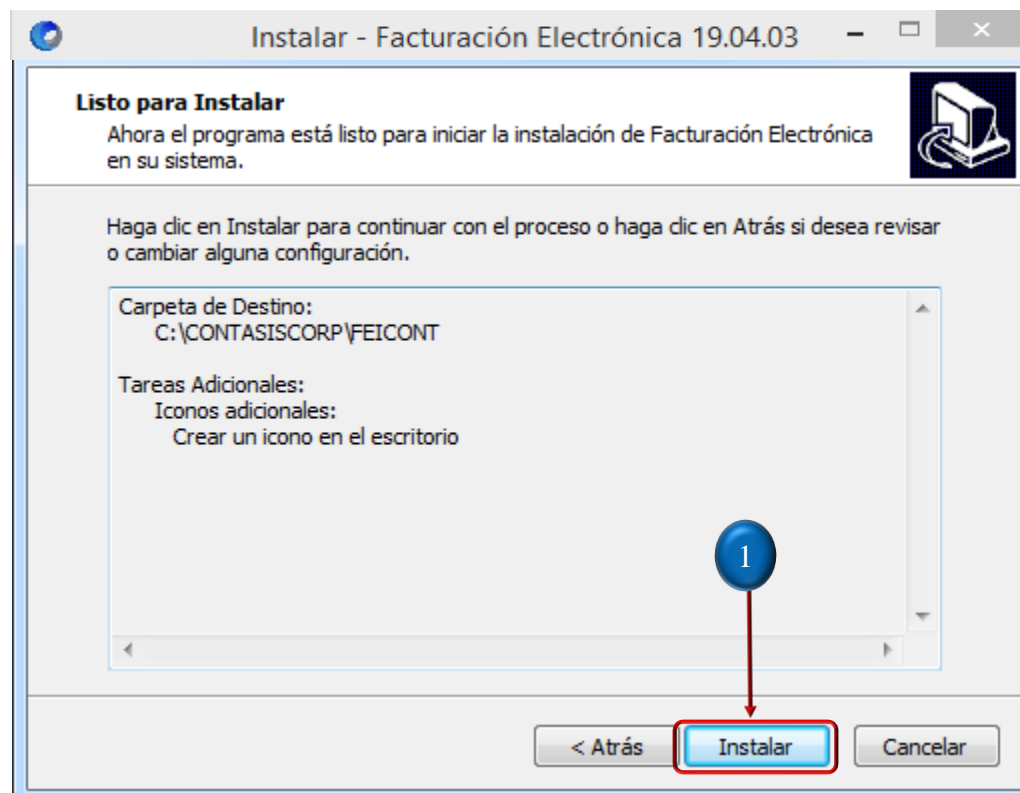 Instalar - Facturación Electrónica 19.04.03
Listo para Instalar
Ahora el programa está listo para iniciar la instalación de Facturación Electrónica
en su sistema.
Haga clic en Instalar para continuar con el proceso o haga clic en Atrás si desea revisar
o cambiar alguna configuración.
Carpeta de Destino:
C:\CONTASISCORP\FEICONT
Tareas Adicionales:
Iconos adicionales:
Crear un icono en el escritorio
1
< Atrás
Instalar
Cancelar